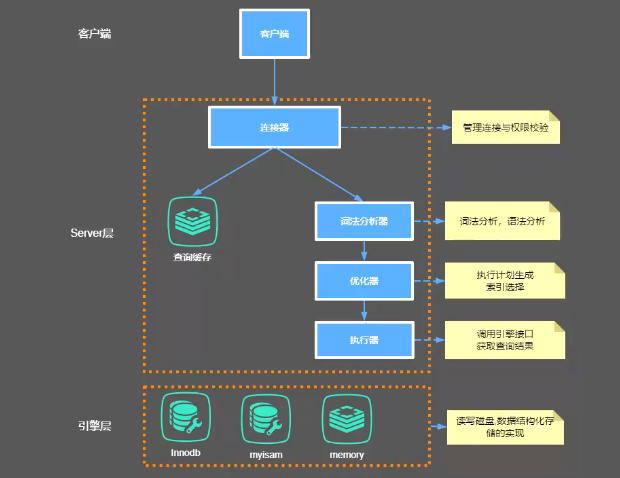 客户端
客户端
连接器
管理连接与权限校验
Server层
查询缓存
词法分析器
词法分析，语法分析
优化器
执行计划生成
索引选择
执行器
调用引擎接口
获取查询结果
引擎层
Innodb
myisam
memory
读写磁盘,数据结构化存
储的实现